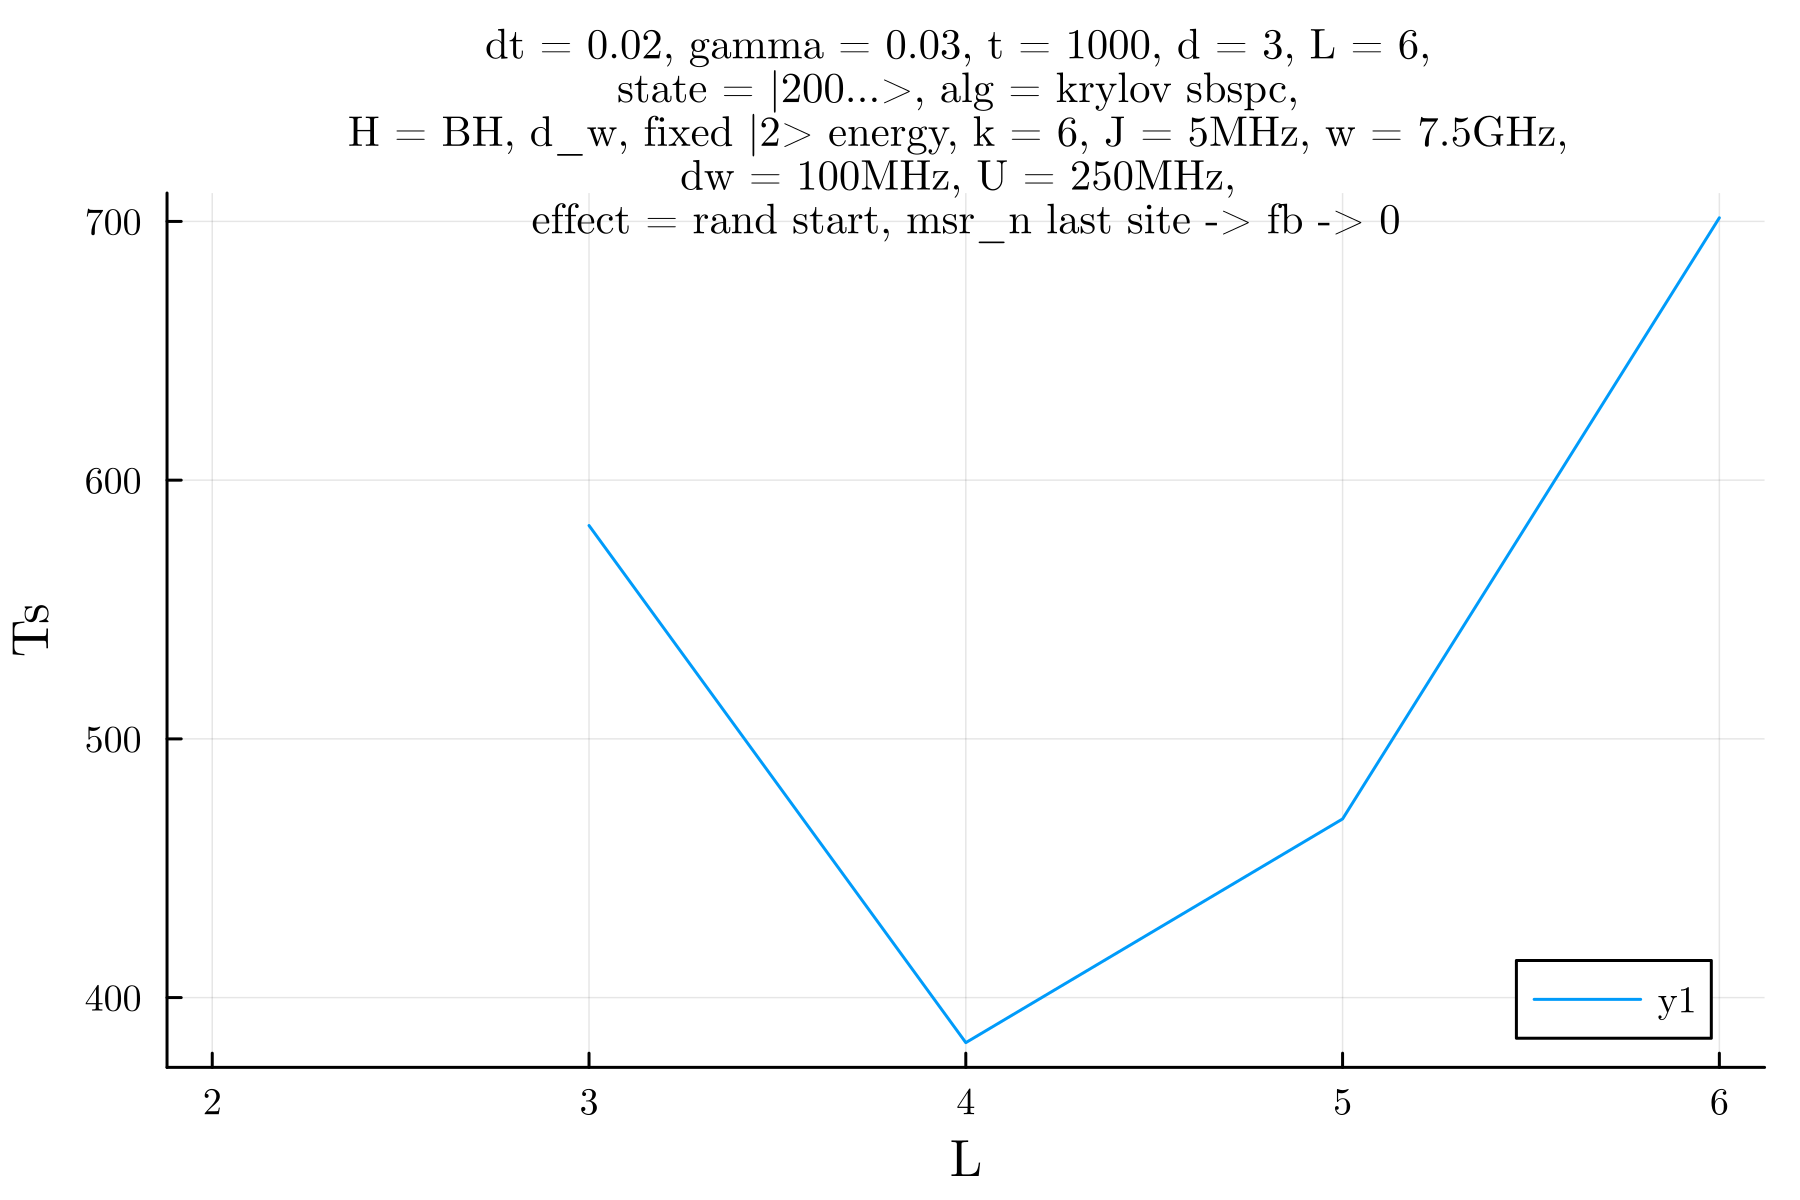 dt = 0.02, gamma = 0.03, t = 1000, d = 3, L = 6,
state = |200...>, alg = krylov sbspc,
H = BH, d_w, fixed |2> energy, k = 6, J = 5MHz, w = 7.5GHz,
dw = 100MHz, U = 250MHz,
effect = rand start, msr_n last site -> fb -> 0
700
600
500
400
Ts
y1
2 3 4 5 6
L